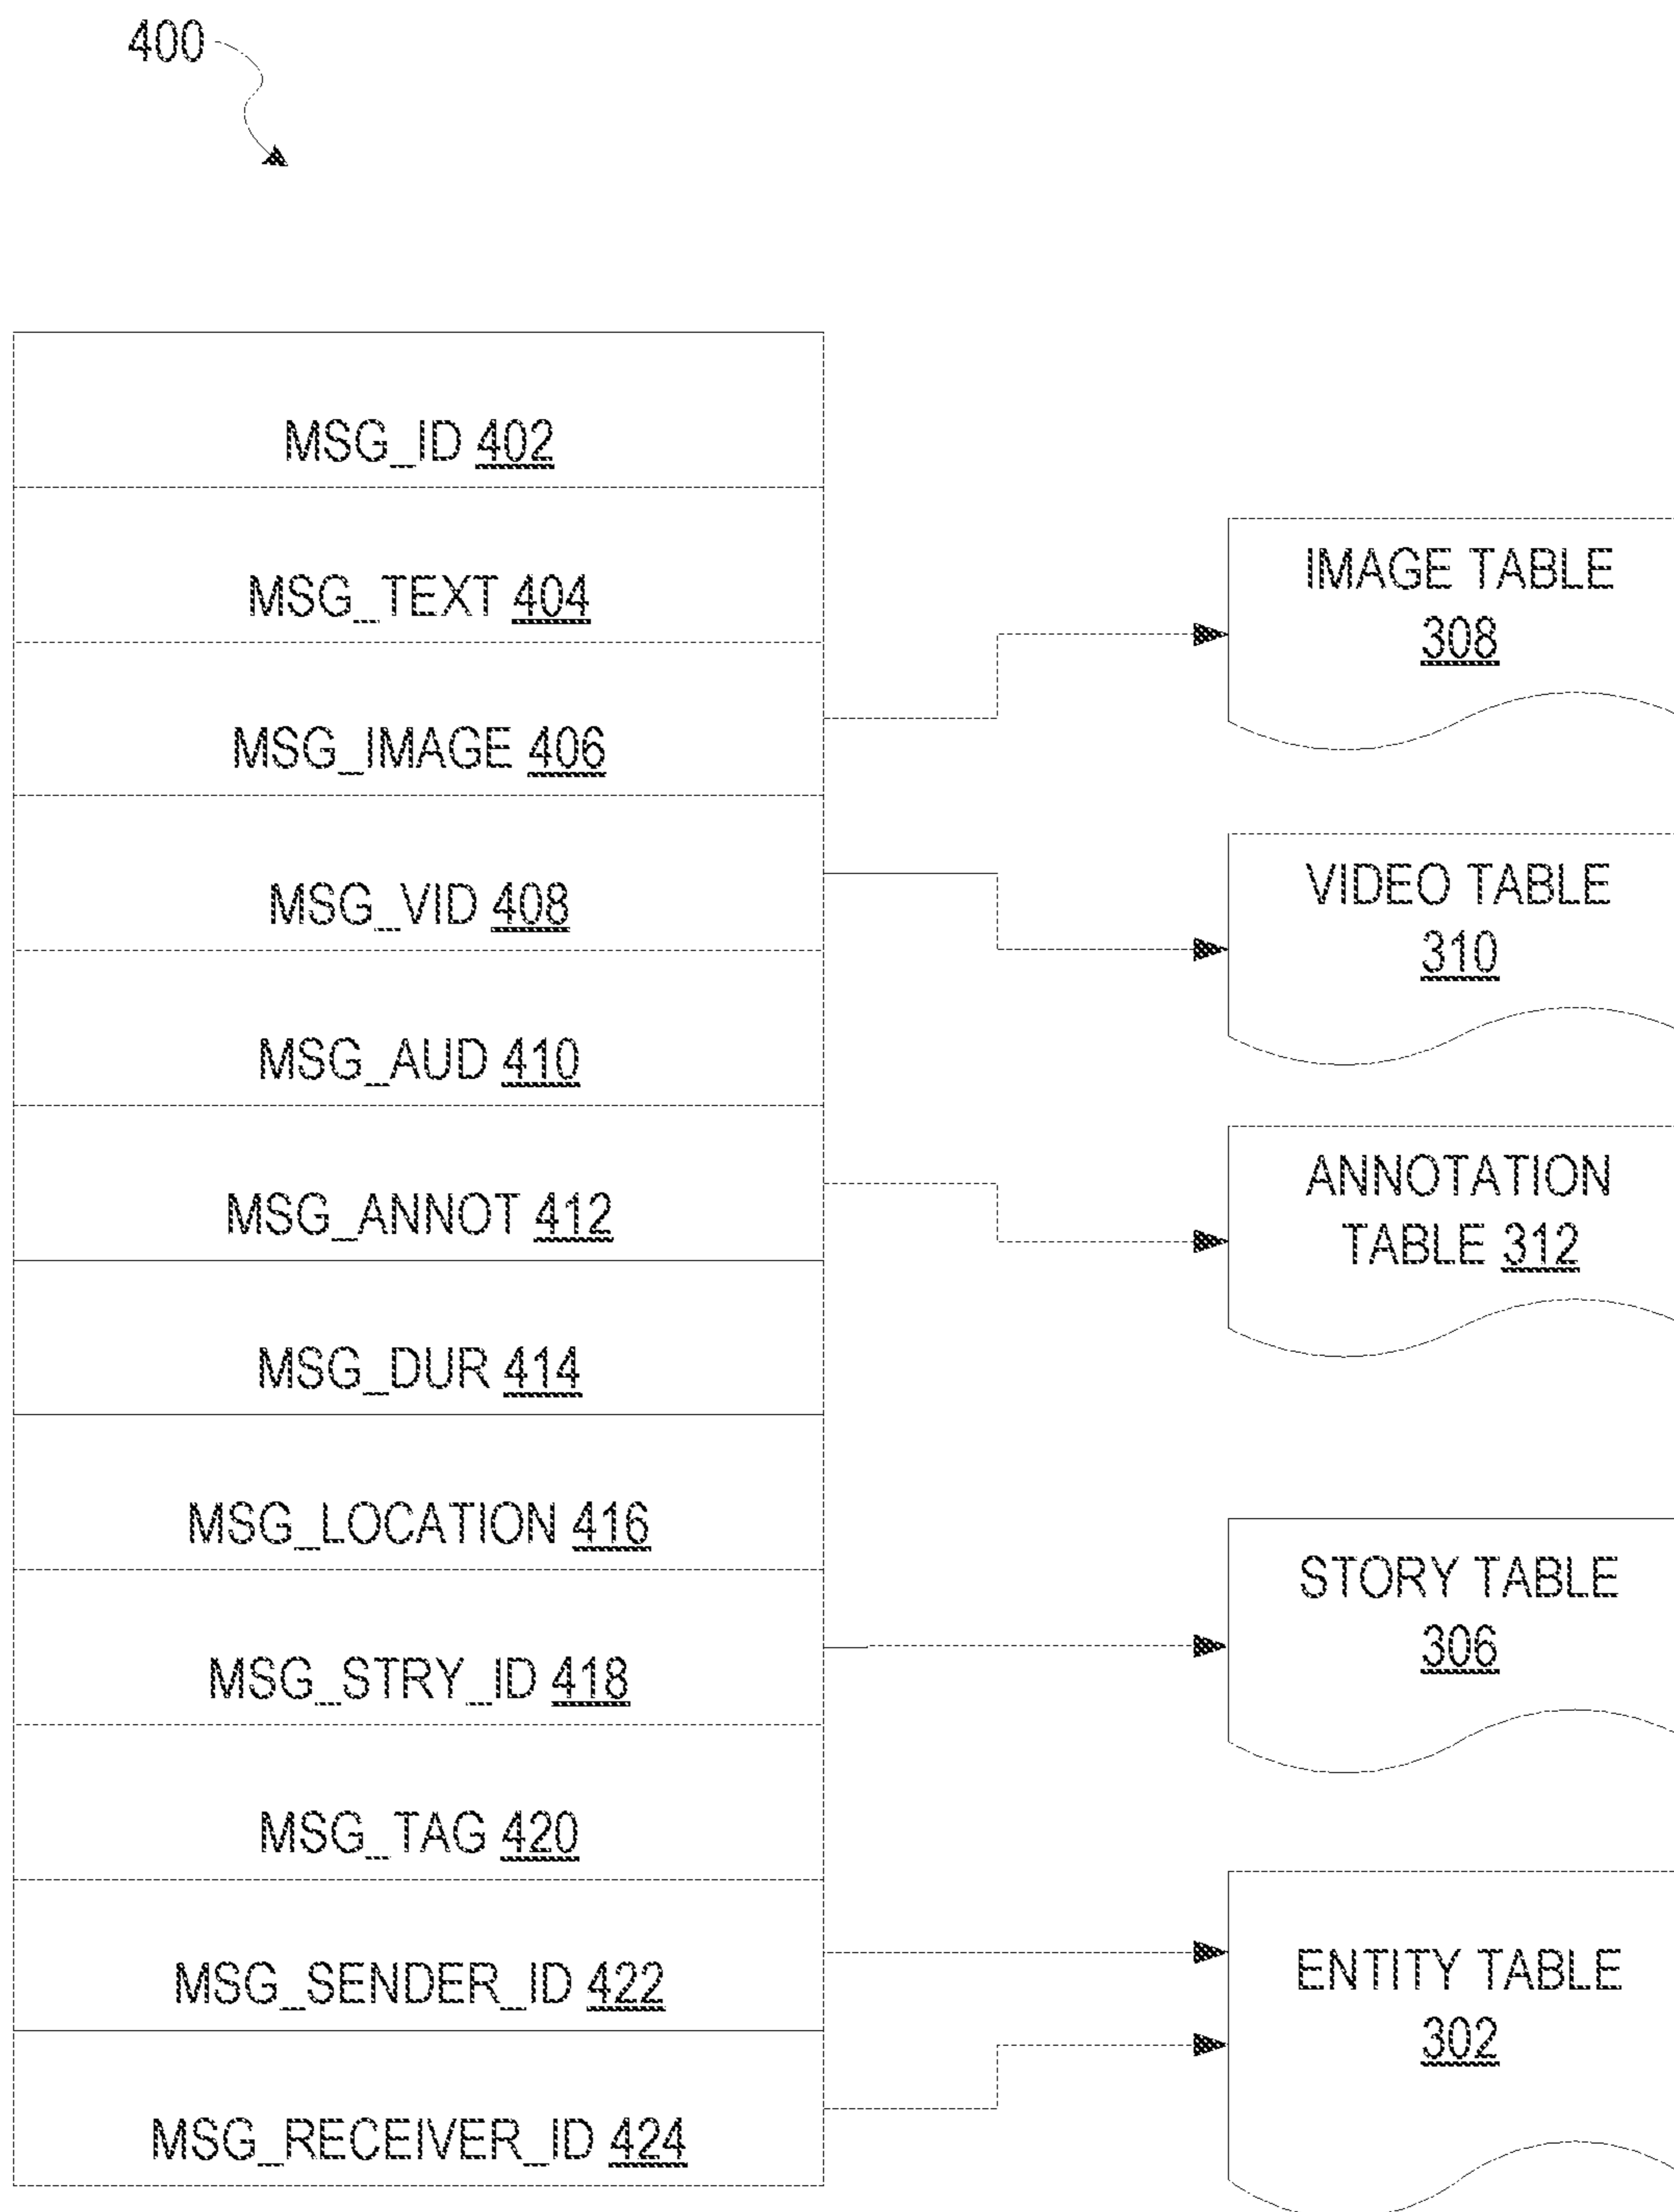 400
MSG_ID 402
MSG_TEXT 404
MSG_IMAGE 406
MSG_VID 408
MSG_AUD 410
MSG_ANNOT 412
MSG_DUR 414
MSG_LOCATION 416
MSG_STRY_ID 418
MSG_TAG 420
MSG_SENDER_ID 422
MSG_RECEIVER_ID 424
IMAGE TABLE
308
VIDEO TABLE
310
ANNOTATION
TABLE 312
STORY TABLE
306
ENTITY TABLE
302